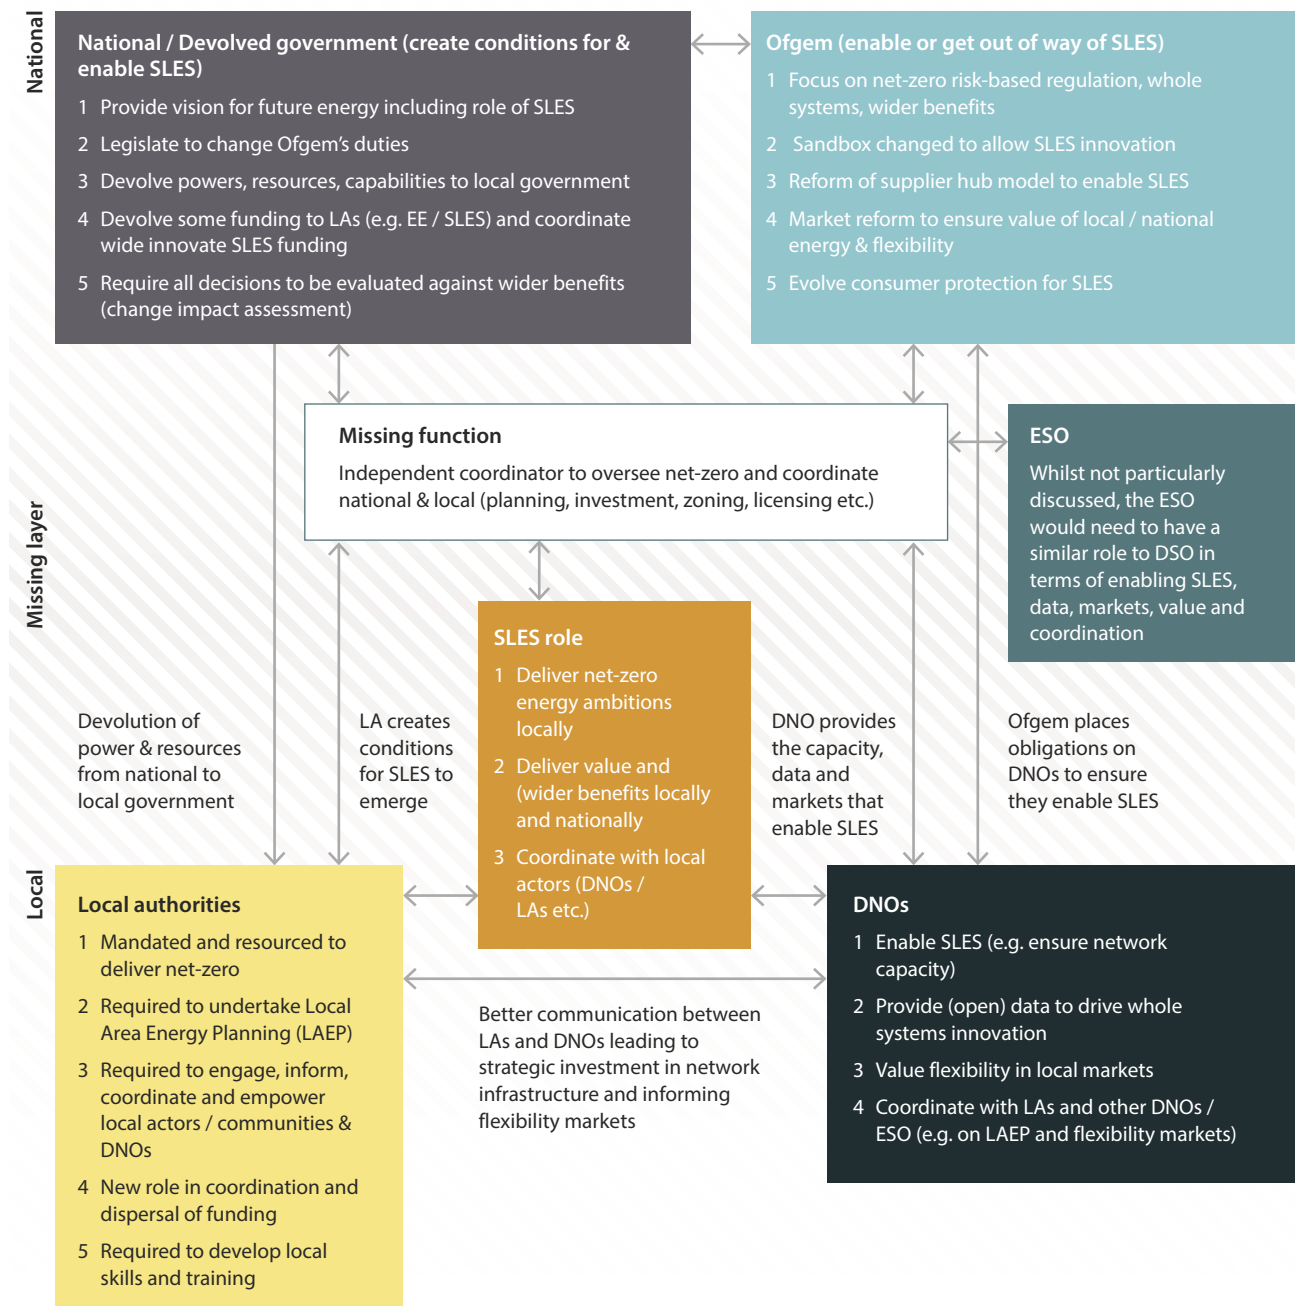 National
National / Devolved government (create conditions for &
enable SLES)
1 Provide vision for future energy including role of SLES
2 Legislate to change Ofgem’s duties
3 Devolve powers, resources, capabilities to local government
4 Devolve some funding to LAs (e.g. EE / SLES) and coordinate
wide innovate SLES funding
5 Require all decisions to be evaluated against wider benefits
(change impact assessment)
Ofgem (enable or get out of way of SLES)
1 Focus on net-zero risk-based regulation, whole
systems, wider benefits
2 Sandbox changed to allow SLES innovation
3 Reform of supplier hub model to enable SLES
4 Market reform to ensure value of local / national
energy & flexibility
5 Evolve consumer protection for SLES
Missing layer
Missing function
Independent coordinator to oversee net-zero and coordinate
national & local (planning, investment, zoning, licensing etc.)
ESO
Whilst not particularly
discussed, the ESO
would need to have a
similar role to DSO in
terms of enabling SLES,
data, markets, value and
coordination
SLES role
1 Deliver net-zero
energy ambitions
locally
2 Deliver value and
(wider benefits locally
and nationally
3 Coordinate with local
actors (DNOs /
LAs etc.)
Devolution of
power & resources
from national to
local government
LA creates
conditions
for SLES to
emerge
DNO provides
the capacity,
data and
markets that
enable SLES
Ofgem places
obligations on
DNOs to ensure
they enable SLES
Local
Local authorities
1 Mandated and resourced to
deliver net-zero
2 Required to undertake Local
Area Energy Planning (LAEP)
3 Required to engage, inform,
coordinate and empower
local actors / communities &
DNOs
4 New role in coordination and
dispersal of funding
5 Required to develop local
skills and training
Better communication between
LAs and DNOs leading to
strategic investment in network
infrastructure and informing
flexibility markets
DNOs
1 Enable SLES (e.g. ensure network
capacity)
2 Provide (open) data to drive whole
systems innovation
3 Value flexibility in local markets
4 Coordinate with LAs and other DNOs /
ESO (e.g. on LAEP and flexibility markets)